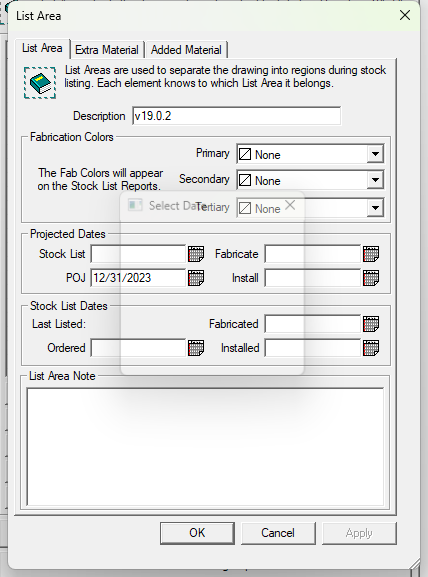 List Area
List Area Extra Material Added Material
List Areas are used to separate the drawing into regions during stock
listing. Each element knows to which List Area it belongs.
Description v19.0.2
Fabrication Colors
Primary None
The Fab Colors will appear
on the Stock List Reports.
Secondary None
Select Date
Tertiary None
Projected Dates
Stock List Fabricate
POJ 12/31/2023 Install
Stock List Dates
Last Listed: Fabricated
Ordered Installed
List Area Note
OK Cancel Apply